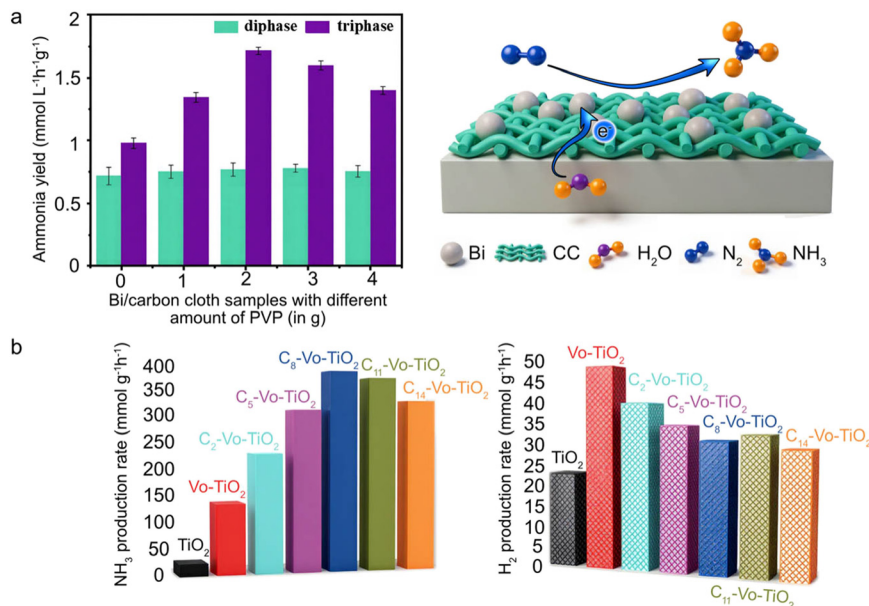 a
diphase triphase
Ammonia yield (mmol L⁻¹h⁻¹g⁻¹)
2
1.5
1
0.5
0
0 1 2 3 4
Bi/carbon cloth samples with different
amount of PVP (in g)
e⁻
Bi CC H₂O N₂ NH₃
b
NH₃ production rate (mmol g⁻¹h⁻¹)
400
350
300
250
200
150
100
50
0
TiO₂
Vo-TiO₂
C₂-Vo-TiO₂
C₅-Vo-TiO₂
C₈-Vo-TiO₂
C₁₁-Vo-TiO₂
C₁₄-Vo-TiO₂
H₂ production rate (mmol g⁻¹h⁻¹)
50
45
40
35
30
25
20
15
10
5
0
TiO₂
Vo-TiO₂
C₂-Vo-TiO₂
C₅-Vo-TiO₂
C₈-Vo-TiO₂
C₁₄-Vo-TiO₂
C₁₁-Vo-TiO₂